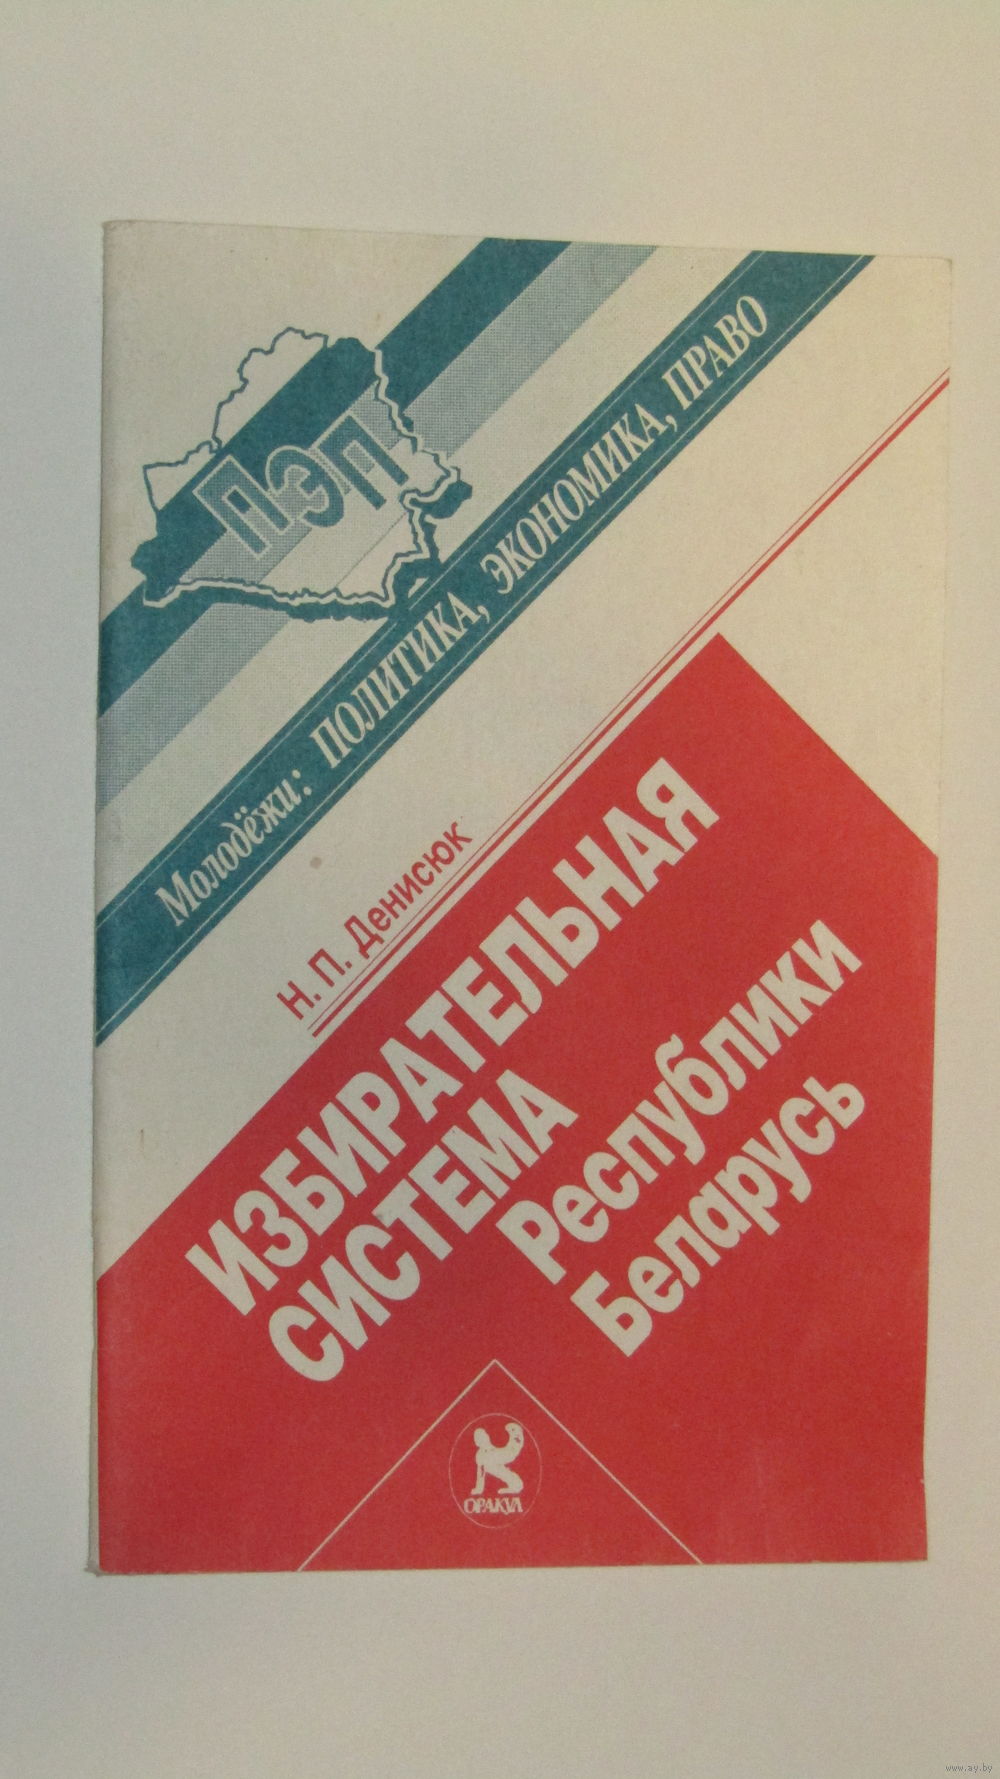 ПЭП
Молодёжи: ПОЛИТИКА, ЭКОНОМИКА, ПРАВО
Н. П. Денисюк
ИЗБИРАТЕЛЬНАЯ
СИСТЕМА
Республики
Беларусь
ОРАКУЛ
www.ay.by